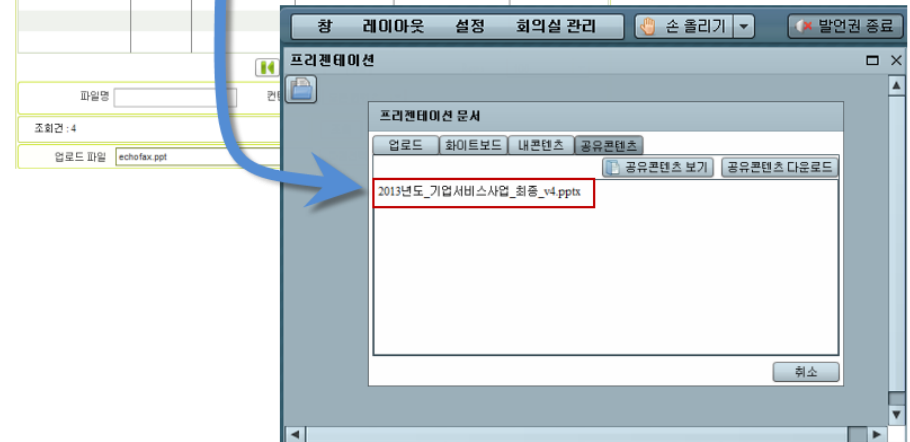 창 레이아웃 설정 회의실 관리 손 올리기 발언권 종료
프리젠테이션
파일명
조회건 : 4
업로드 파일 echofax.ppt
프리젠테이션 문서
업로드 화이트보드 내콘텐츠 공유콘텐츠
공유콘텐츠 보기 공유콘텐츠 다운로드
2013년도_기업서비스사업_최종_v4.pptx
취소